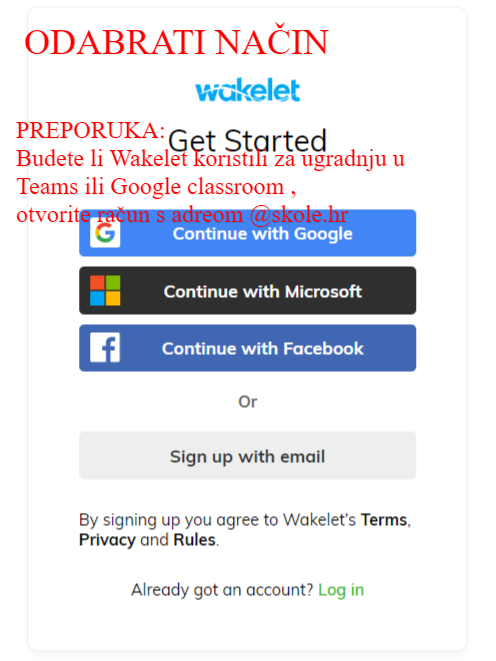 ODABRATI NAČIN
wakelet
PREPORUKA:
Get Started
Budete li Wakelet koristili za ugradnju u
Teams ili Google classroom ,
otvorite račun s adreom @skole.hr
Continue with Google
Continue with Microsoft
Continue with Facebook
Or
Sign up with email
By signing up you agree to Wakelet's Terms,
Privacy and Rules.
Already got an account? Log in